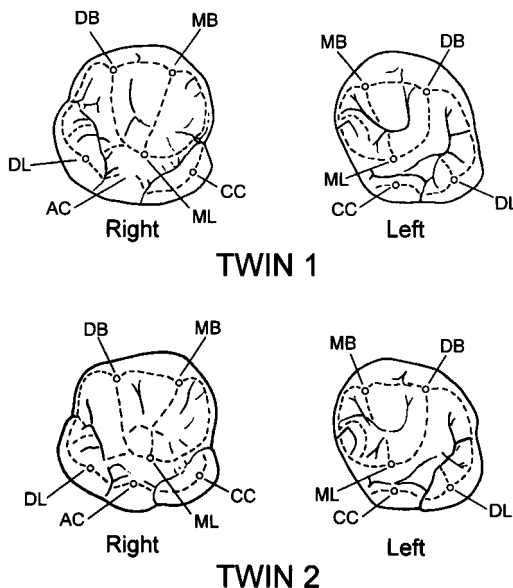 DB MB
MB DB
DL
AC
CC
ML
ML
CC
DL
Right
Left
TWIN 1
DB MB
MB DB
DL
AC
ML
CC
ML
CC
DL
Right
Left
TWIN 2